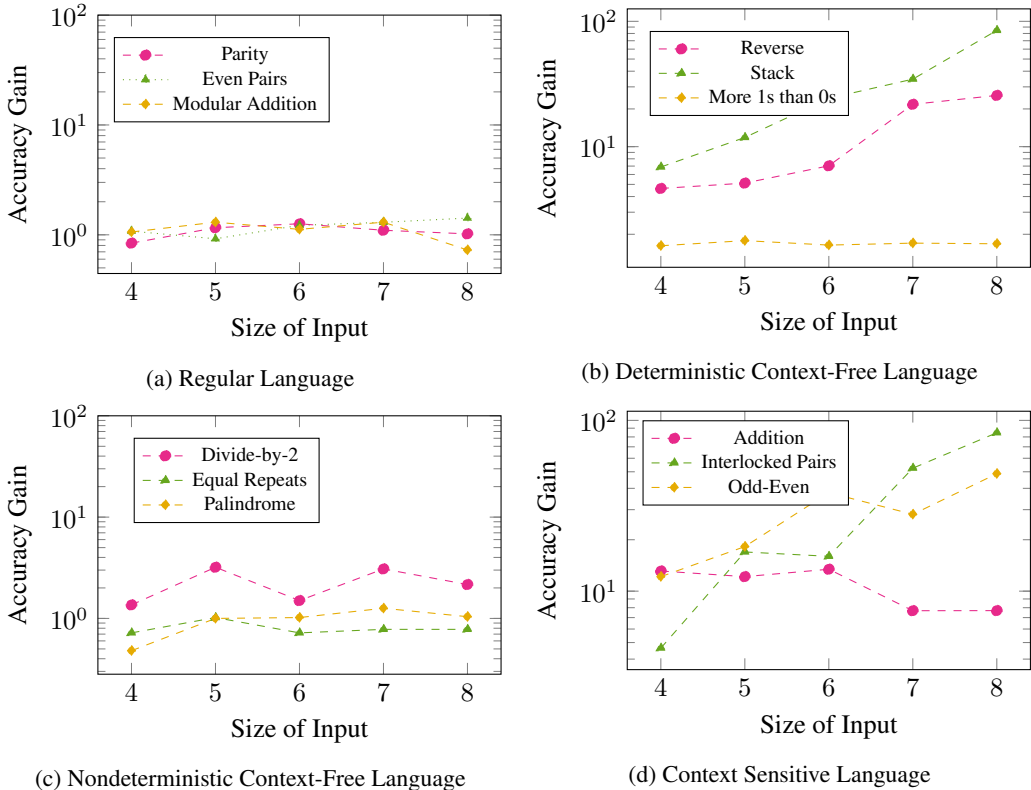 10^2
10^1
10^0
Accuracy Gain
Parity
Even Pairs
Modular Addition
4 5 6 7 8
Size of Input
(a) Regular Language
10^2
10^1
Accuracy Gain
Reverse
Stack
More 1s than 0s
4 5 6 7 8
Size of Input
(b) Deterministic Context-Free Language
10^2
10^1
10^0
Accuracy Gain
Divide-by-2
Equal Repeats
Palindrome
4 5 6 7 8
Size of Input
(c) Nondeterministic Context-Free Language
10^2
10^1
Accuracy Gain
Addition
Interlocked Pairs
Odd-Even
4 5 6 7 8
Size of Input
(d) Context Sensitive Language